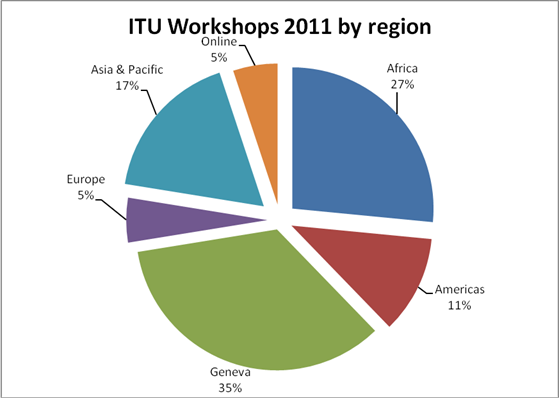 ITU Workshops 2011 by region
Online
5%
Africa
27%
Asia & Pacific
17%
Europe
5%
Americas
11%
Geneva
35%